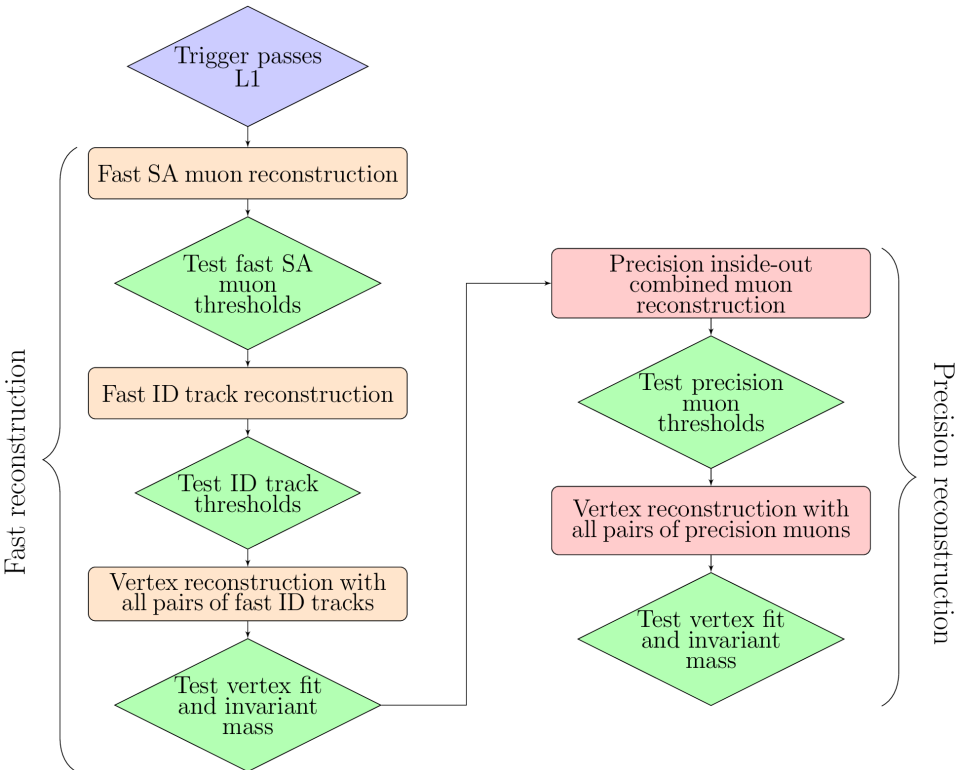 Trigger passes
L1
Fast SA muon reconstruction
Test fast SA
muon
thresholds
Fast ID track reconstruction
Test ID track
thresholds
Vertex reconstruction with
all pairs of fast ID tracks
Test vertex fit
and invariant
mass
Fast reconstruction
Precision inside-out
combined muon
reconstruction
Test precision
muon
thresholds
Vertex reconstruction with
all pairs of precision muons
Test vertex fit
and invariant
mass
Precision reconstruction